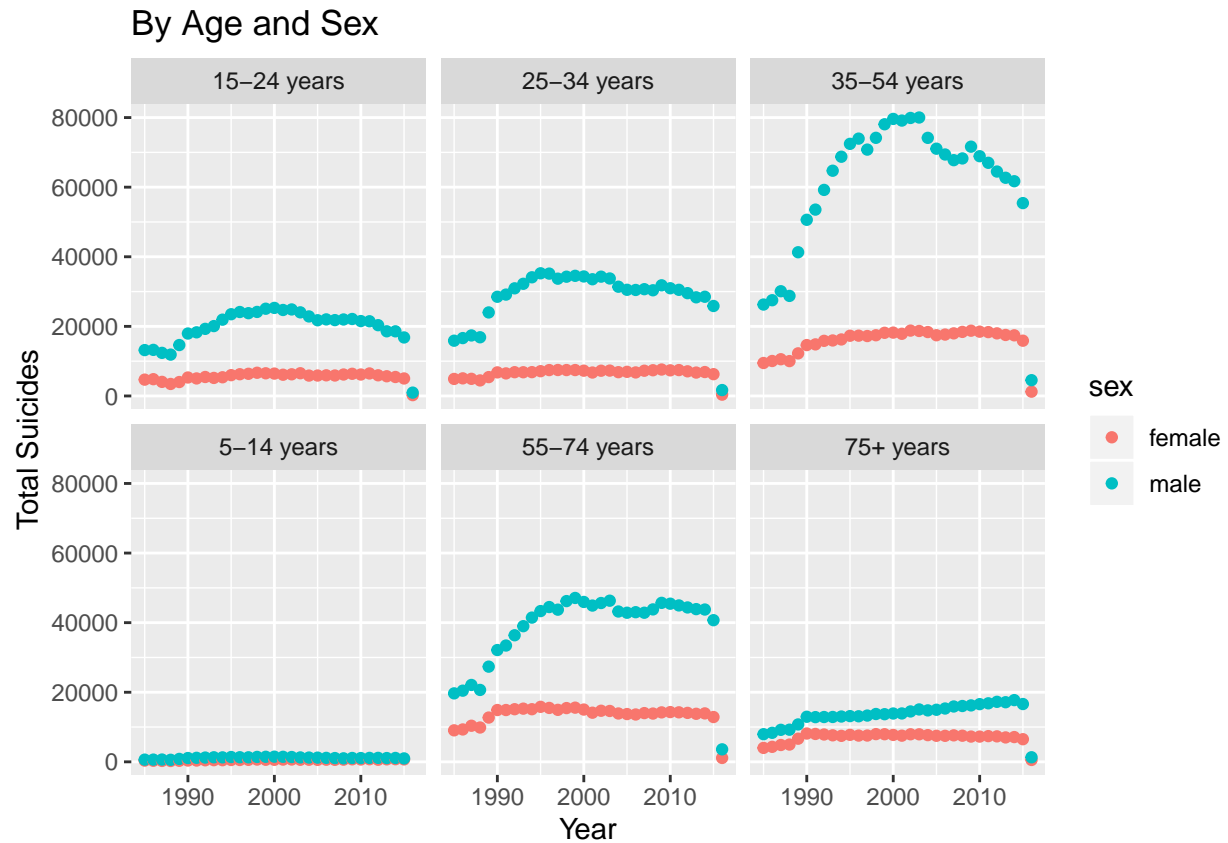 By Age and Sex
15−24 years
25−34 years
35−54 years
80000
60000
40000
20000
0
5−14 years
55−74 years
75+ years
80000
60000
40000
20000
0
1990 2000 2010
1990 2000 2010
1990 2000 2010
Year
Total Suicides
sex
female
male